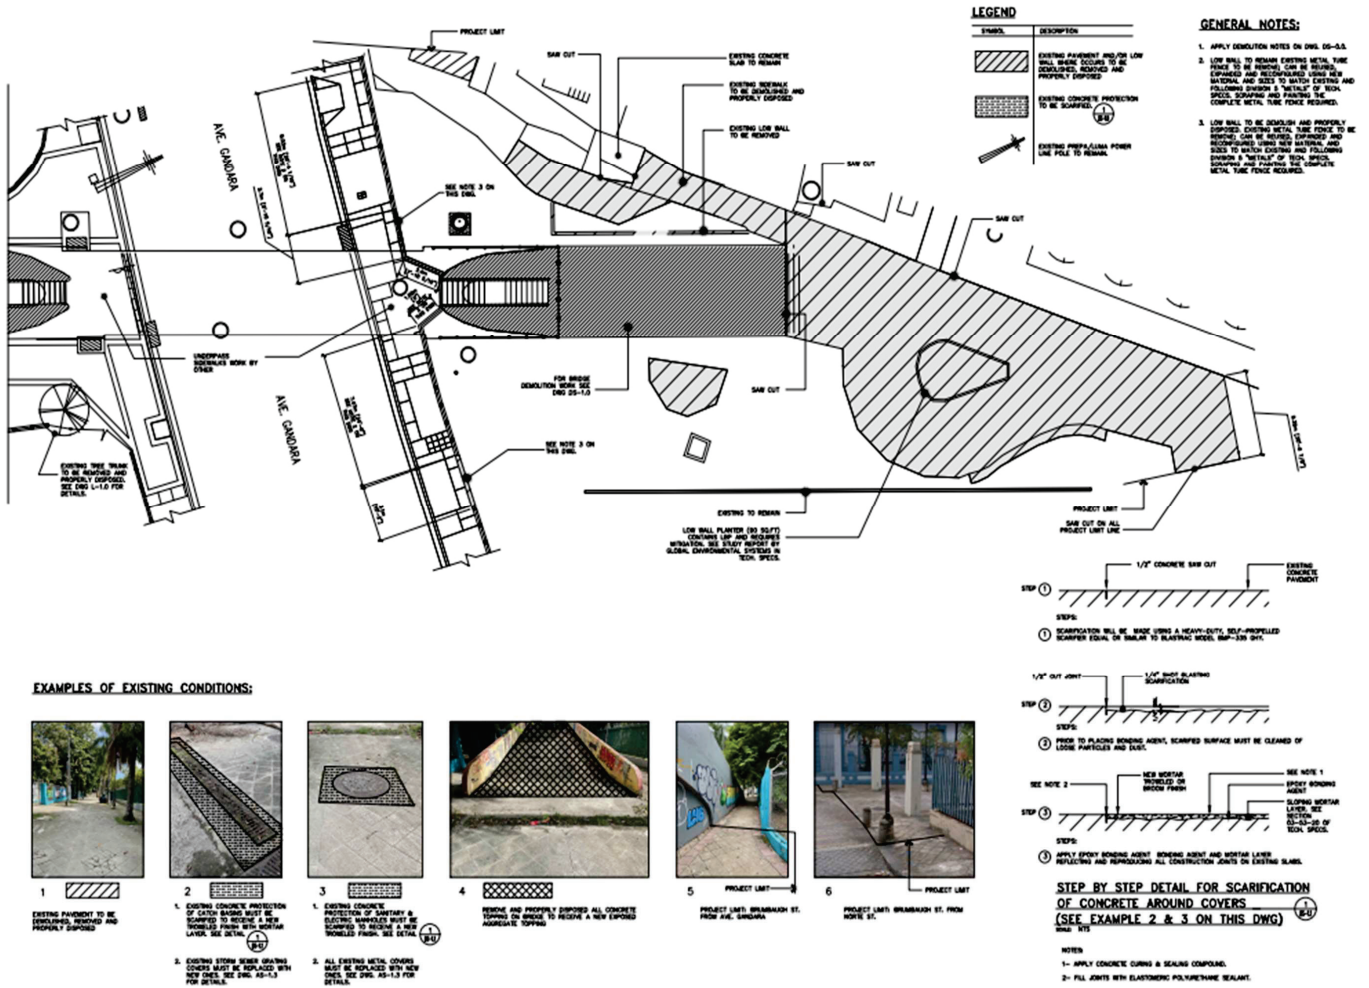 PROJECT LIMIT
SAW CUT
EXISTING CONCRETE
SLAB TO REMAIN
EXISTING SIDEWALK
TO BE DEMOLISHED AND
PROPERLY DISPOSED
EXISTING LOW WALL
TO BE REMOVED
SAW CUT
SAW CUT
AVE. GANDARA
SEE NOTE 3 ON
THIS DWG.
UNDERPASS
SIDEWALKS WORK BY
OTHER
AVE. GANDARA
FOR BRIDGE
DEMOLITION WORK SEE
DWG DS-1.0
SAW CUT
SEE NOTE 3 ON
THIS DWG.
EXISTING TREE TRUNK
TO BE REMOVED AND
PROPERLY DISPOSED.
SEE DWG L-1.0 FOR
DETAILS.
EXISTING TO REMAIN
LOW WALL PLANTER (90 SQ.FT)
CONTAINS LBP AND REQUIRES
MITIGATION. SEE STUDY REPORT BY
GLOBAL ENVIRONMENTAL SYSTEMS IN
TECH. SPECS.
PROJECT LIMIT
SAW CUT ON ALL
PROJECT LIMIT LINE
LEGEND
SYMBOL DESCRIPTION
EXISTING PAVEMENT AND/OR LOW
WALL WHERE OCCURS TO BE
DEMOLISHED, REMOVED AND
PROPERLY DISPOSED
EXISTING CONCRETE PROTECTION
TO BE SCARIFIED.
1
EXISTING PREPA/LUMA POWER
LINE POLE TO REMAIN.
GENERAL NOTES:
1. APPLY DEMOLITION NOTES ON DWG. DS-0.0.
2. LOW WALL TO REMAIN EXISTING METAL TUBE
FENCE TO BE REMOVE; CAN BE REUSED,
EXPANDED AND RECONFIGURED USING NEW
MATERIAL AND SIZES TO MATCH EXISTING AND
FOLLOWING DIVISION 5 "METALS" OF TECH.
SPECS. SCRAPING AND PAINTING THE
COMPLETE METAL TUBE FENCE REQUIRED.
3. LOW WALL TO BE DEMOLISH AND PROPERLY
DISPOSED. EXISTING METAL TUBE FENCE TO BE
REMOVE; CAN BE REUSED, EXPANDED AND
RECONFIGURED USING NEW MATERIAL AND
SIZES TO MATCH EXISTING AND FOLLOWING
DIVISION 5 "METALS" OF TECH. SPECS.
SCRAPING AND PAINTING THE COMPLETE
METAL TUBE FENCE REQUIRED.
1/2" CONCRETE SAW CUT
EXISTING
CONCRETE
PAVEMENT
STEP 1
STEPS:
1 SCARIFICATION WILL BE MADE USING A HEAVY-DUTY, SELF-PROPELLED
SCARIFIER EQUAL OR SIMILAR TO BLASTRAC MODEL BMP-335 GHY.
1/2" CUT JOINT
1/4" SHOT BLASTING
SCARIFICATION
STEP 2
STEPS:
2 PRIOR TO PLACING BONDING AGENT, SCARIFIED SURFACE MUST BE CLEANED OF
LOOSE PARTICLES AND DUST.
SEE NOTE 2
NEW MORTAR
TROWELED OR
BROOM FINISH
SEE NOTE 1
EPOXY BONDING
AGENT
SLOPING MORTAR
LAYER. SEE
SECTION
03-53-20 OF
TECH. SPECS.
STEP 3
STEPS:
3 APPLY EPOXY BONDING AGENT BONDING AGENT AND MORTAR LAYER
REFLECTING AND REPRODUCING ALL CONSTRUCTION JOINTS ON EXISTING SLABS.
STEP BY STEP DETAIL FOR SCARIFICATION
OF CONCRETE AROUND COVERS
(SEE EXAMPLE 2 & 3 ON THIS DWG)
1
SCALE: NTS
NOTES:
1- APPLY CONCRETE CURING & SEALING COMPOUND.
2- FILL JOINTS WITH ELASTOMERIC POLYURETHANE SEALANT.
EXAMPLES OF EXISTING CONDITIONS:
1
EXISTING PAVEMENT TO BE
DEMOLISHED, REMOVED AND
PROPERLY DISPOSED
2
1. EXISTING CONCRETE PROTECTION
OF CATCH BASINS MUST BE
SCARIFIED TO RECEIVE A NEW
TROWELED FINISH WITH MORTAR
LAYER. SEE DETAIL
1
2. EXISTING STORM SEWER GRATING
COVERS MUST BE REPLACED WITH
NEW ONES. SEE DWG. AS-1.3
FOR DETAILS.
3
1. EXISTING CONCRETE
PROTECTION OF SANITARY &
ELECTRIC MANHOLES MUST BE
SCARIFIED TO RECEIVE A NEW
TROWELED FINISH. SEE DETAIL
1
2. ALL EXISTING METAL COVERS
MUST BE REPLACED WITH NEW
ONES. SEE DWG. AS-1.3 FOR
DETAILS.
4
REMOVE AND PROPERLY DISPOSED ALL CONCRETE
TOPPING ON BRIDGE TO RECEIVE A NEW EXPOSED
AGGREGATE TOPPING
5
PROJECT LIMIT
PROJECT LIMIT: BRUMBAUGH ST.
FROM AVE. GANDARA
6
PROJECT LIMIT
PROJECT LIMIT: BRUMBAUGH ST. FROM
NORTE ST.